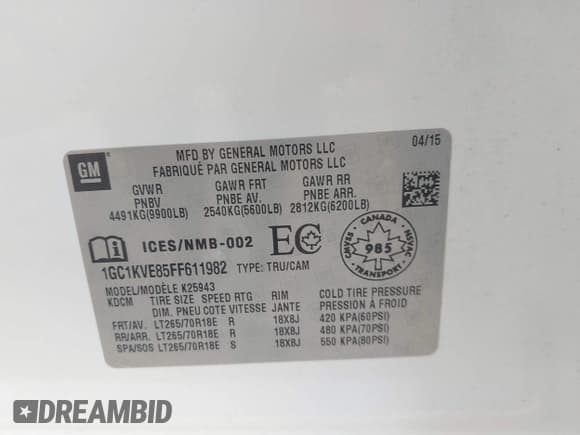 GM
MFD BY GENERAL MOTORS LLC
04/15
FABRIQUÉ PAR GENERAL MOTORS LLC
GVWR GAWR FRT GAWR RR
PNBV PNBE AV. PNBE ARR.
4491KG(9900LB) 2540KG(5600LB) 2812KG(6200LB)
ICES/NMB-002 EC
CANADA
CMVSS 985 NSVAC
1GC1KVE85FF611982 TYPE: TRU/CAM
MODEL/MODÈLE K25943
KDCM TIRE SIZE SPEED RTG RIM COLD TIRE PRESSURE
DIM. PNEU COTE VITESSE JANTE PRESSION À FROID
FRT/AV. LT265/70R18E R 18X8J 420 KPA(60PSI)
RR/ARR. LT265/70R18E R 18X8J 480 KPA(70PSI)
SPA/SOS LT265/70R18E S 18X8J 550 KPA(80PSI)
DREAMBID